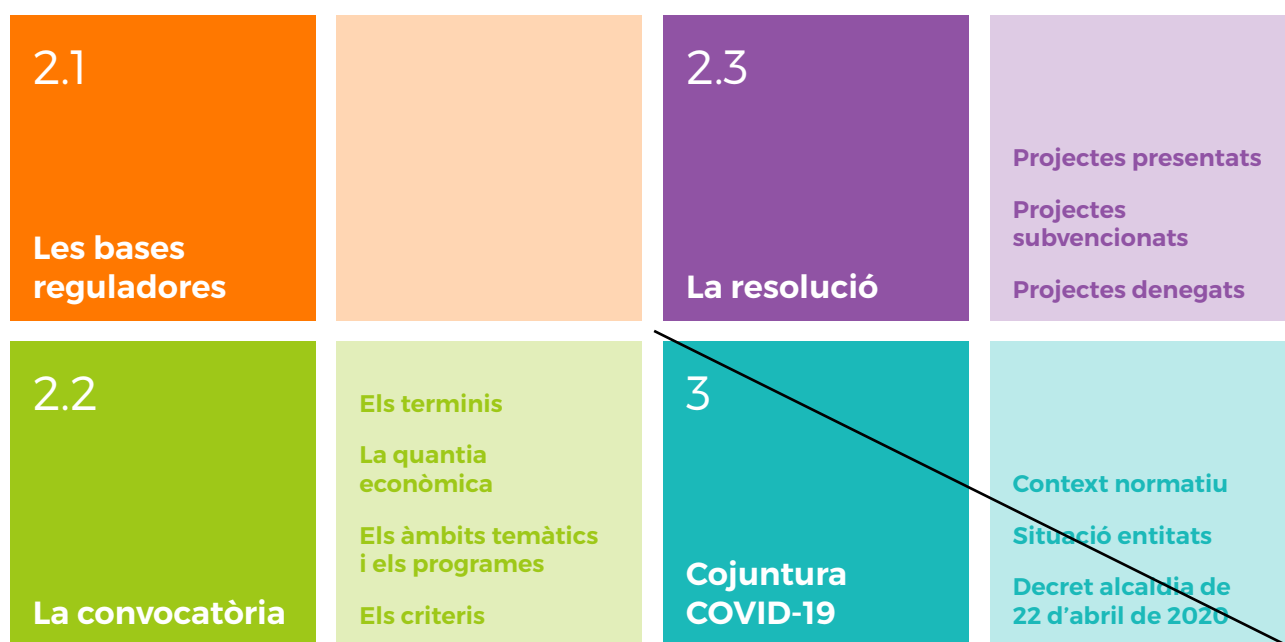 2.1
Les bases
reguladores
2.3
La resolució
Projectes presentats
Projectes
subvencionats
Projectes denegats
2.2
La convocatòria
Els terminis
La quantia
econòmica
Els àmbits temàtics
i els programes
Els criteris
3
Cojuntura
COVID-19
Context normatiu
Situació entitats
Decret alcaldia de
22 d’abril de 2020